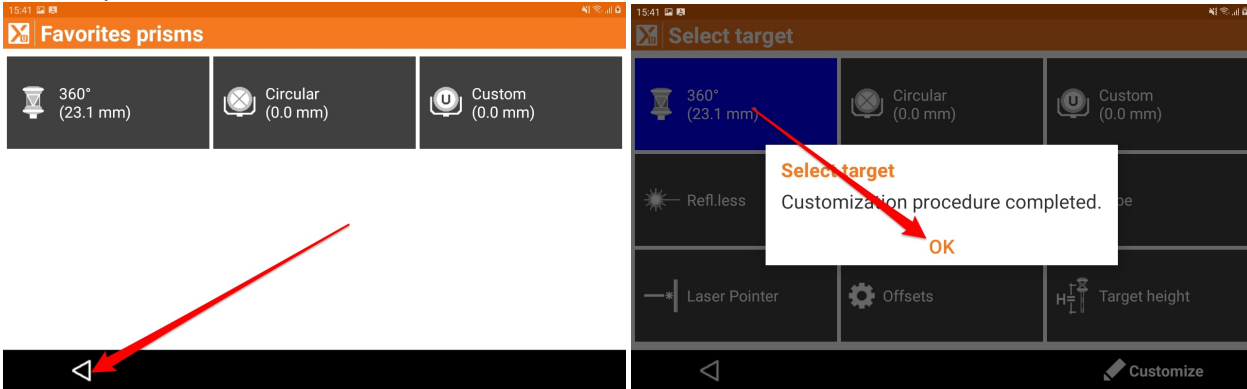 15:41
Favorites prisms
360°
(23.1 mm)
Circular
(0.0 mm)
U
Custom
(0.0 mm)
15:41
Select target
360°
(23.1 mm)
Circular
(0.0 mm)
U
Custom
(0.0 mm)
Refl.less
Select target
Customization procedure completed.
OK
pe
Laser Pointer
Offsets
H=
Target height
Customize